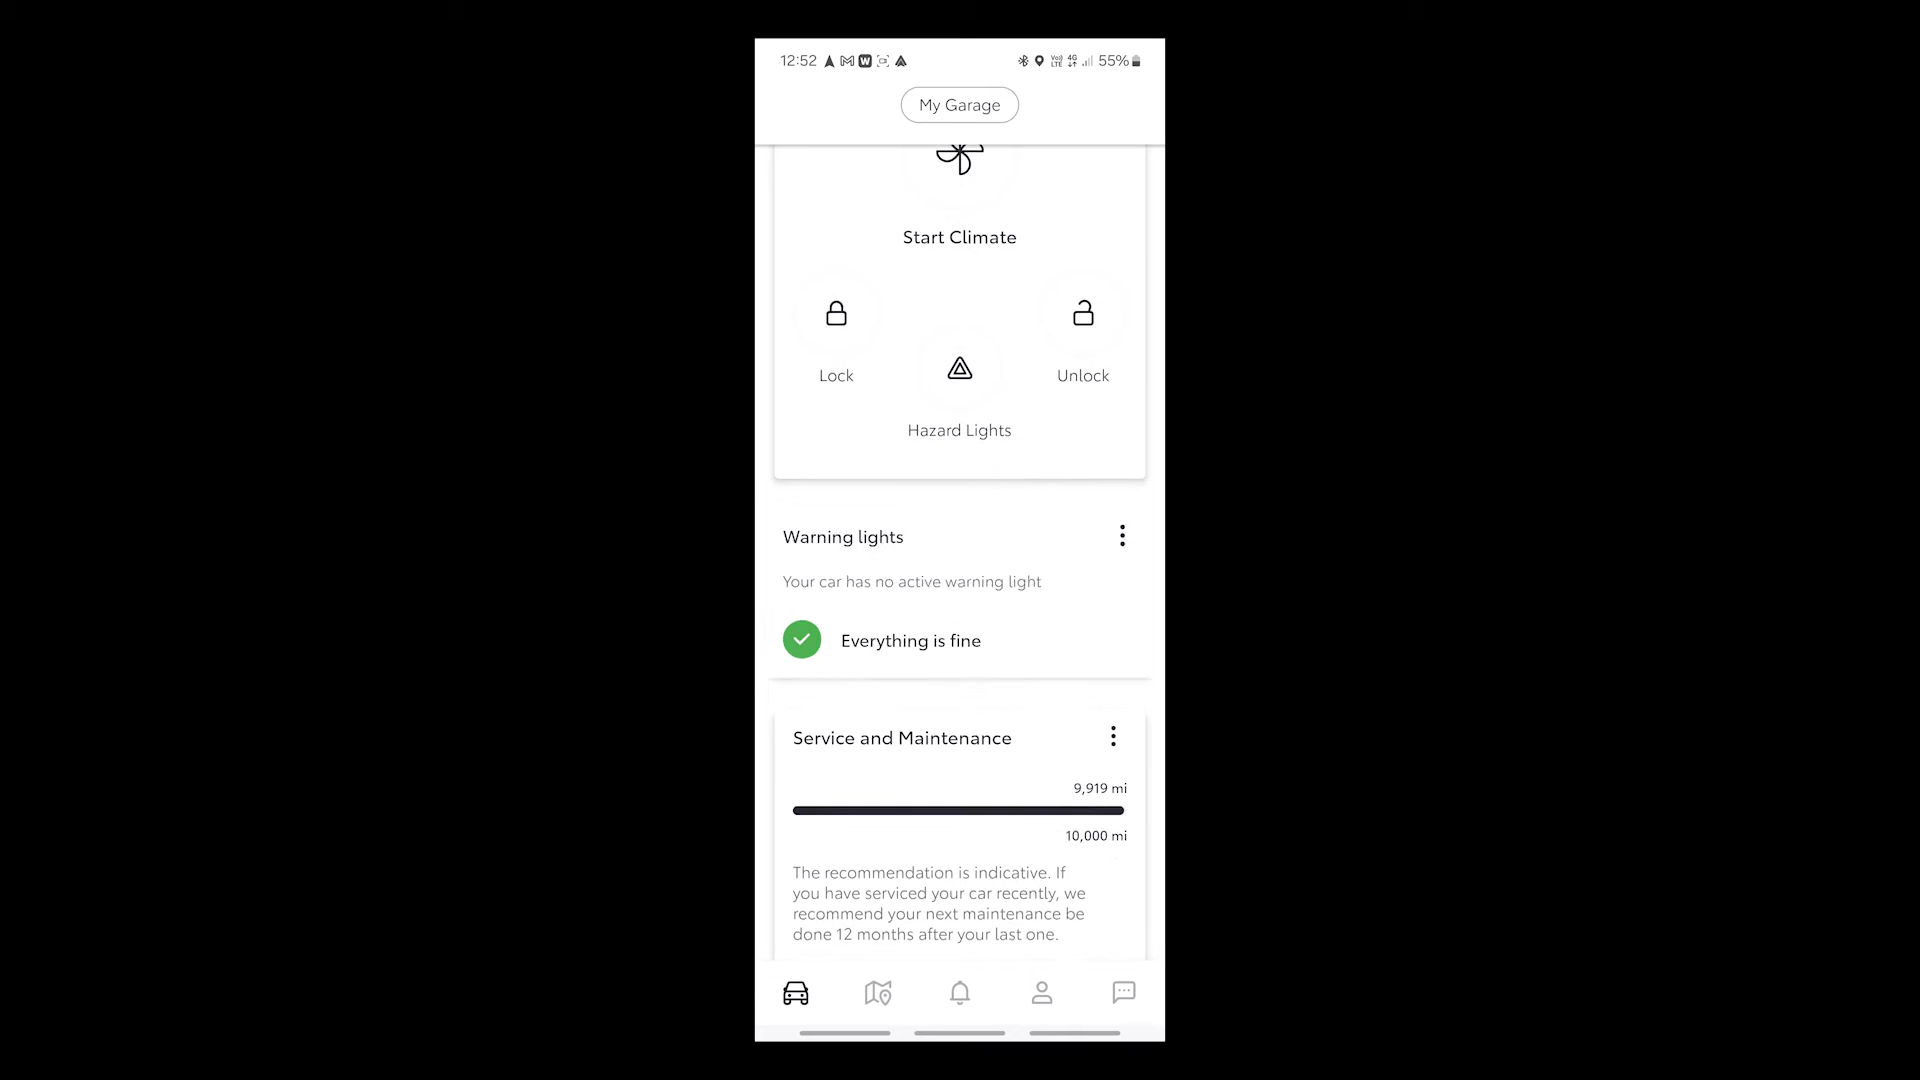 12:52
VoLTE 4G 55%
My Garage
Start Climate
Lock
Unlock
Hazard Lights
Warning lights
Your car has no active warning light
Everything is fine
Service and Maintenance
9,919 mi
10,000 mi
The recommendation is indicative. If
you have serviced your car recently, we
recommend your next maintenance be
done 12 months after your last one.